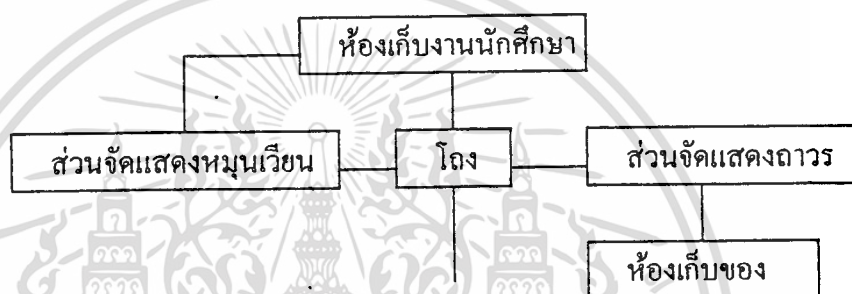 ห้องเก็บงานนักศึกษา
ส่วนจัดแสดงหมุนเวียน โถง ส่วนจัดแสดงถาวร
ห้องเก็บของ